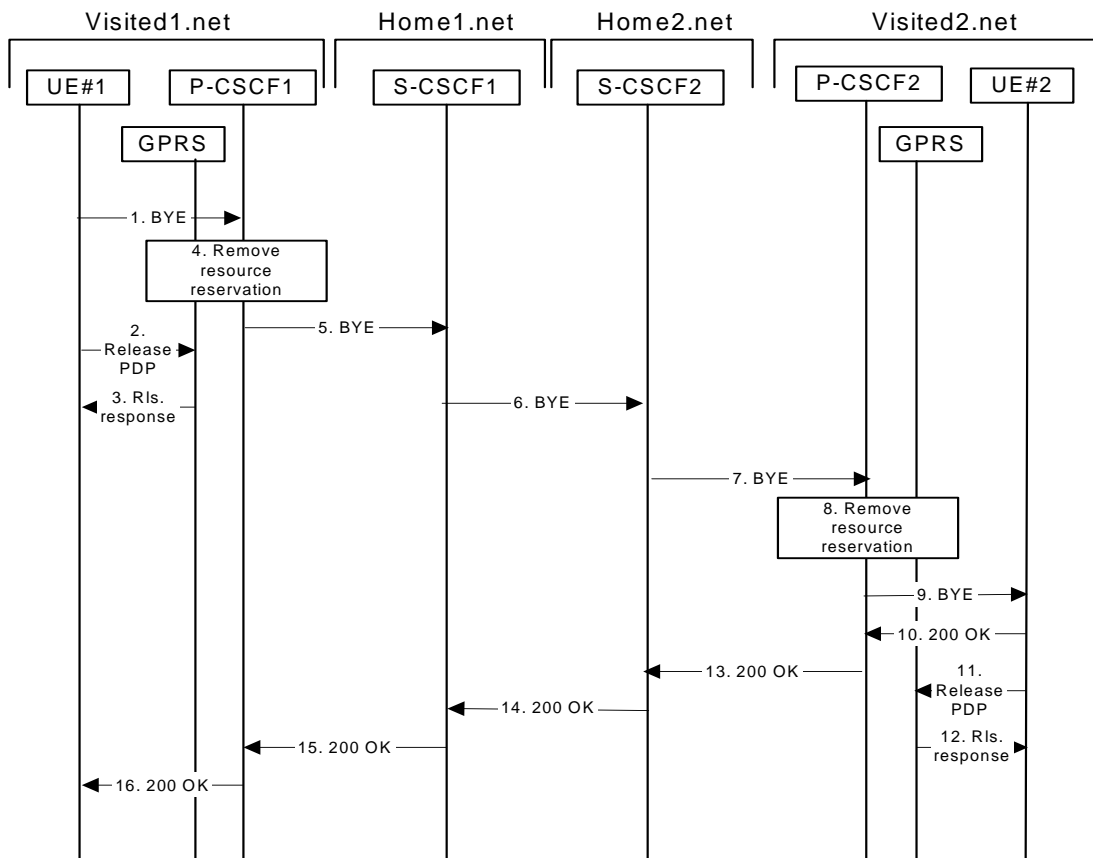 Visited1.net
Home1.net
Home2.net
Visited2.net
UE#1
P-CSCF1
S-CSCF1
S-CSCF2
P-CSCF2
UE#2
GPRS
GPRS
1. BYE
4. Remove
resource
reservation
5. BYE
2.
Release
PDP
3. Rls.
response
6. BYE
7. BYE
8. Remove
resource
reservation
9. BYE
10. 200 OK
13. 200 OK
11.
Release
PDP
14. 200 OK
12. Rls.
response
15. 200 OK
16. 200 OK